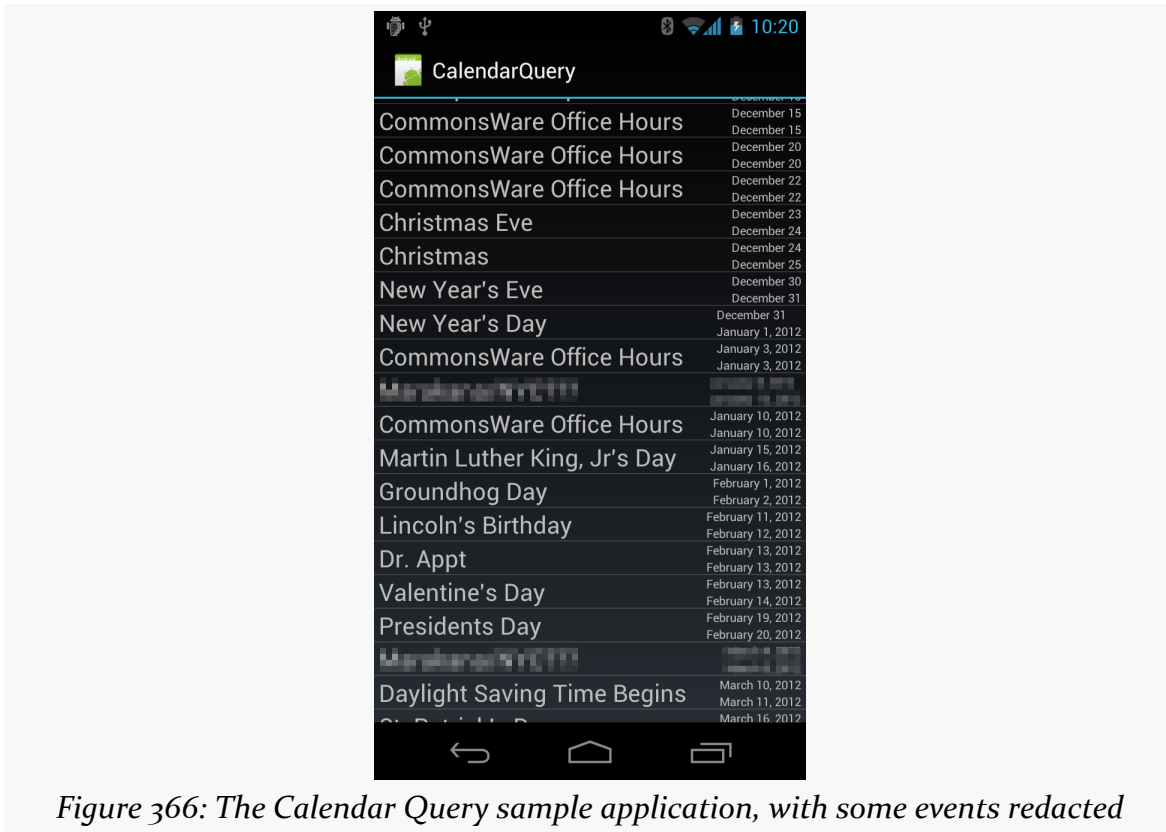 10:20
CalendarQuery
CommonsWare Office Hours
December 15
December 15
CommonsWare Office Hours
December 20
December 20
CommonsWare Office Hours
December 22
December 22
Christmas Eve
December 23
December 24
Christmas
December 24
December 25
New Year's Eve
December 30
December 31
New Year's Day
December 31
January 1, 2012
CommonsWare Office Hours
January 3, 2012
January 3, 2012
CommonsWare Office Hours
January 10, 2012
January 10, 2012
Martin Luther King, Jr's Day
January 15, 2012
January 16, 2012
Groundhog Day
February 1, 2012
February 2, 2012
Lincoln's Birthday
February 11, 2012
February 12, 2012
Dr. Appt
February 13, 2012
February 13, 2012
Valentine's Day
February 13, 2012
February 14, 2012
Presidents Day
February 19, 2012
February 20, 2012
Daylight Saving Time Begins
March 10, 2012
March 11, 2012
March 16, 2012
Figure 366: The Calendar Query sample application, with some events redacted